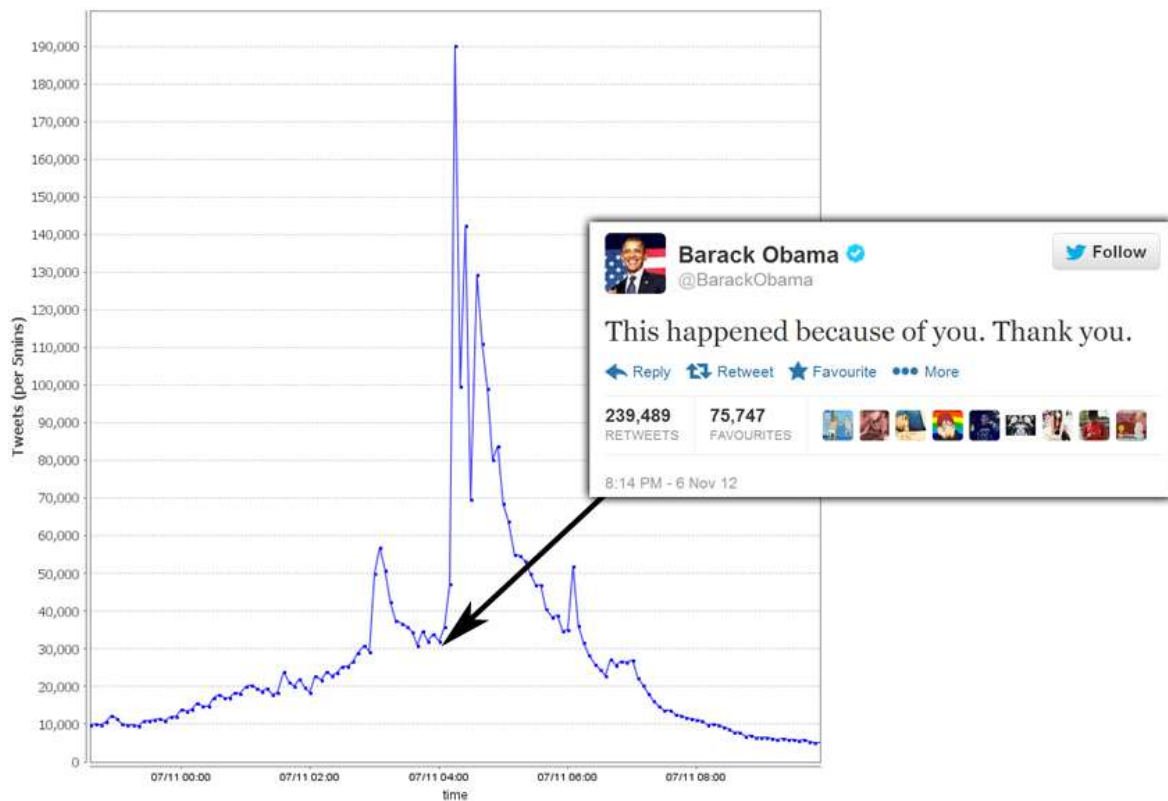 190,000
180,000
170,000
160,000
150,000
140,000
130,000
120,000
110,000
100,000
90,000
80,000
70,000
60,000
50,000
40,000
30,000
20,000
10,000
0
Tweets (per 5mins)
07/11 00:00 07/11 02:00 07/11 04:00 07/11 06:00 07/11 08:00
time
Barack Obama
@BarackObama
Follow
This happened because of you. Thank you.
Reply Retweet Favourite More
239,489 75,747
RETWEETS FAVOURITES
8:14 PM - 6 Nov 12